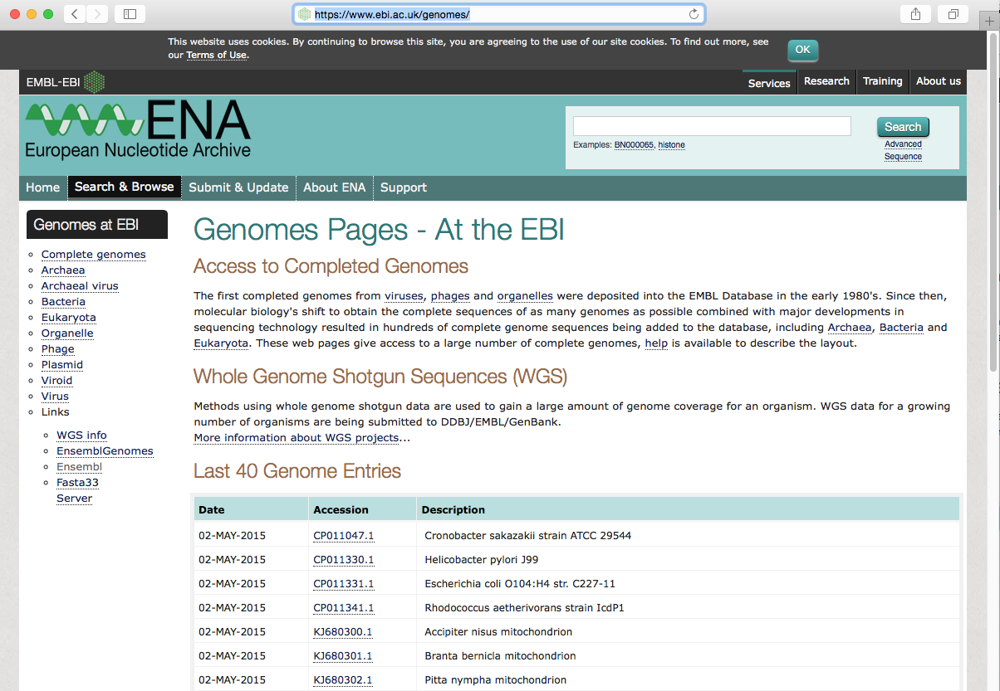 https://www.ebi.ac.uk/genomes/
This website uses cookies. By continuing to browse this site, you are agreeing to the use of our site cookies. To find out more, see
our Terms of Use.
OK
EMBL-EBI
Services
Research
Training
About us
ENA
European Nucleotide Archive
Search
Examples: BN000065, histone
Advanced
Sequence
Home
Search & Browse
Submit & Update
About ENA
Support
Genomes at EBI
Complete genomes
Archaea
Archaeal virus
Bacteria
Eukaryota
Organelle
Phage
Plasmid
Viroid
Virus
Links
WGS info
EnsemblGenomes
Ensembl
Fasta33
Server
Genomes Pages - At the EBI
Access to Completed Genomes
The first completed genomes from viruses, phages and organelles were deposited into the EMBL Database in the early 1980's. Since then,
molecular biology's shift to obtain the complete sequences of as many genomes as possible combined with major developments in
sequencing technology resulted in hundreds of complete genome sequences being added to the database, including Archaea, Bacteria and
Eukaryota. These web pages give access to a large number of complete genomes, help is available to describe the layout.
Whole Genome Shotgun Sequences (WGS)
Methods using whole genome shotgun data are used to gain a large amount of genome coverage for an organism. WGS data for a growing
number of organisms are being submitted to DDBJ/EMBL/GenBank.
More information about WGS projects...
Last 40 Genome Entries
Date Accession Description
02-MAY-2015 CP011047.1 Cronobacter sakazakii strain ATCC 29544
02-MAY-2015 CP011330.1 Helicobacter pylori J99
02-MAY-2015 CP011331.1 Escherichia coli O104:H4 str. C227-11
02-MAY-2015 CP011341.1 Rhodococcus aetherivorans strain IcdP1
02-MAY-2015 KJ680300.1 Accipiter nisus mitochondrion
02-MAY-2015 KJ680301.1 Branta bernicla mitochondrion
02-MAY-2015 KJ680302.1 Pitta nympha mitochondrion